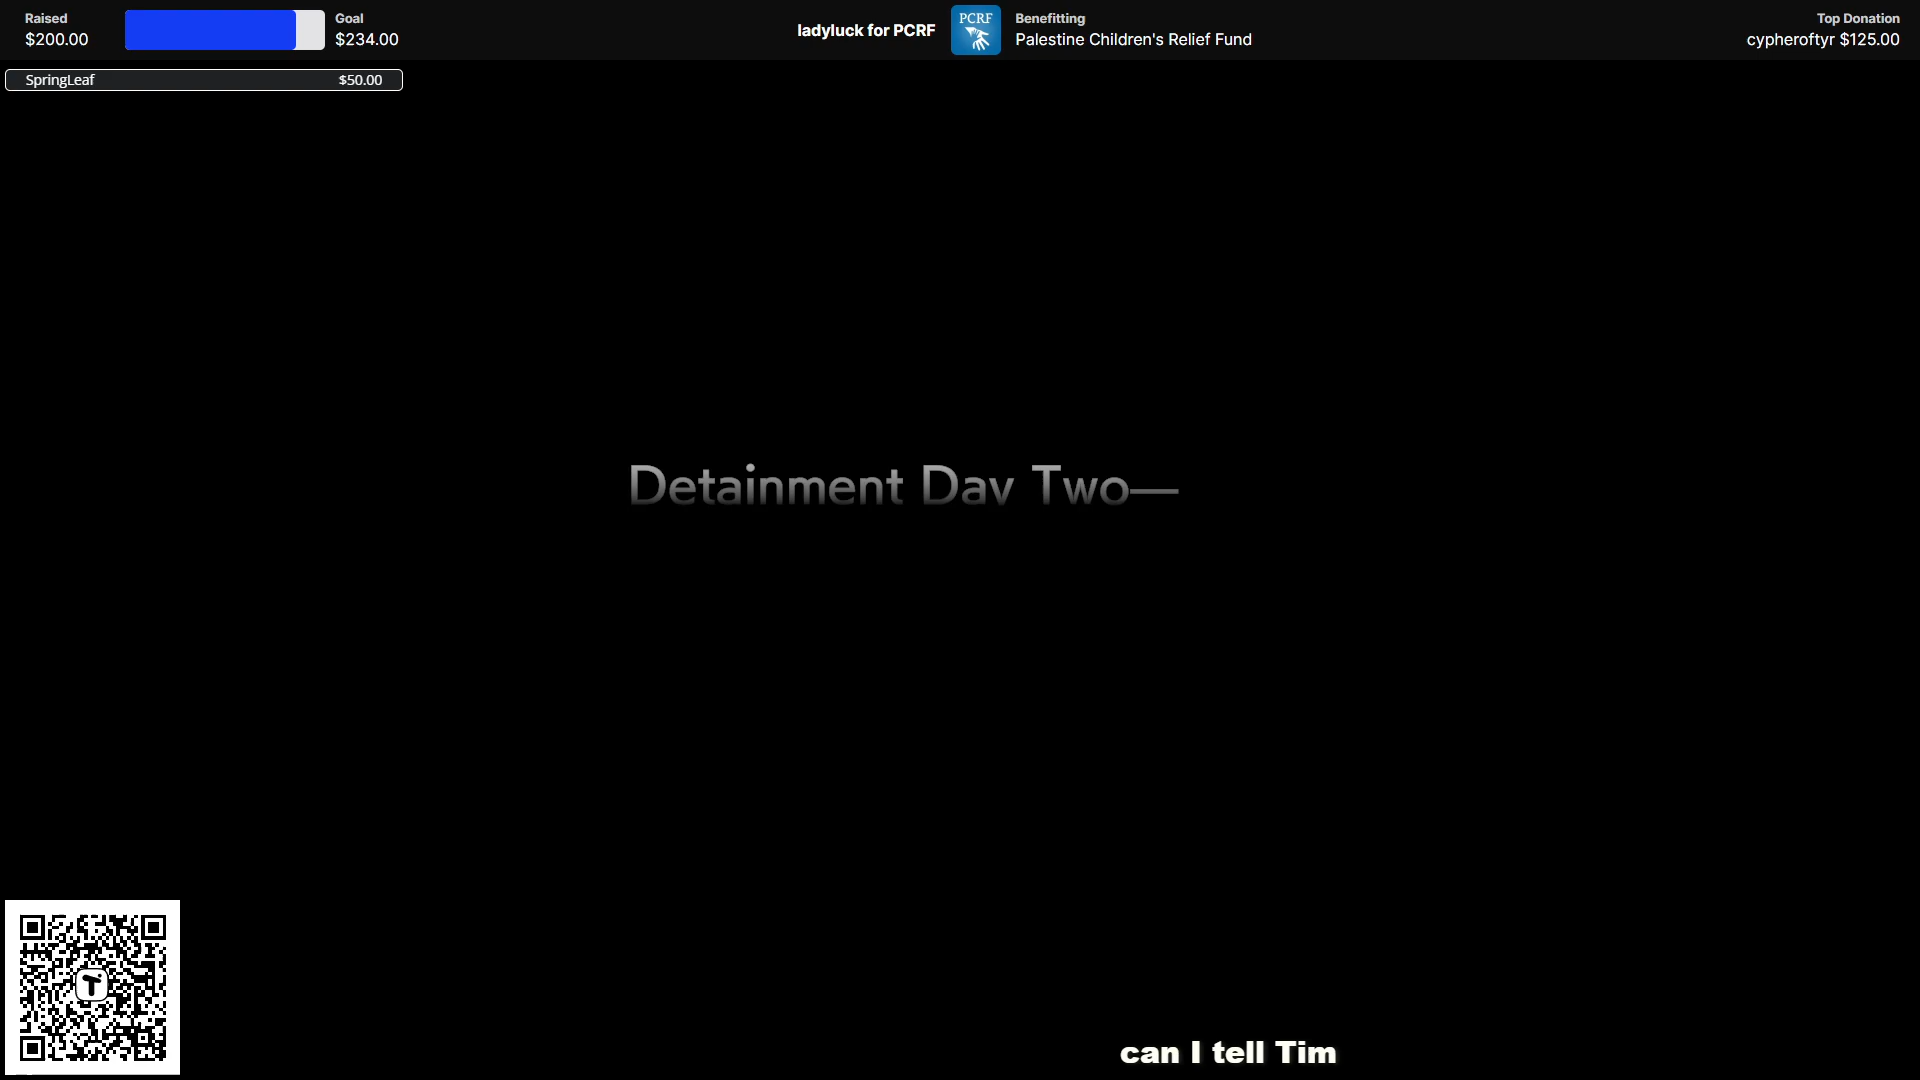 Raised
$200.00
Goal
$234.00
ladyluck for PCRF
PCRF
Benefitting
Palestine Children's Relief Fund
Top Donation
cypheroftyr $125.00
SpringLeaf $50.00
Detainment Day Two—
T
can I tell Tim